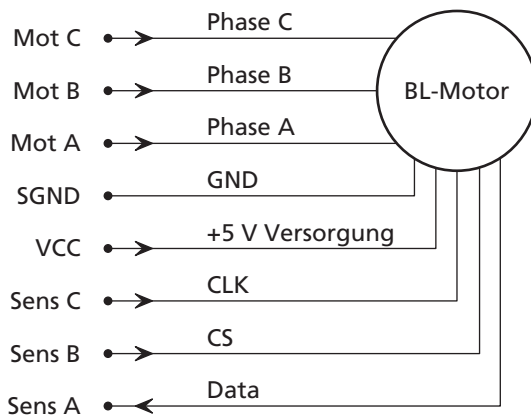 Mot C Phase C
Mot B Phase B BL-Motor
Mot A Phase A
SGND GND
VCC +5 V Versorgung
Sens C CLK
Sens B CS
Sens A Data